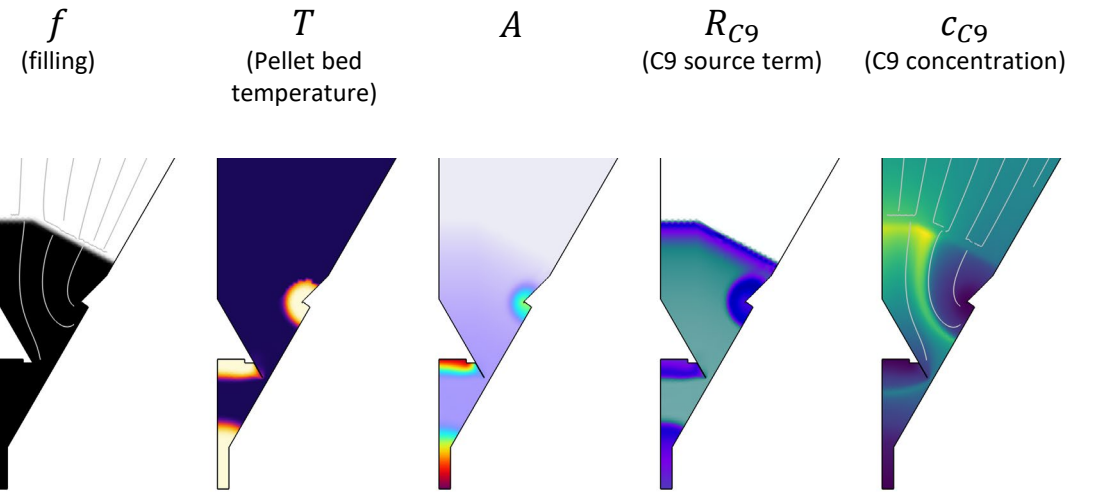 f T A R_C9 c_C9
(filling) (Pellet bed temperature) (C9 source term) (C9 concentration)